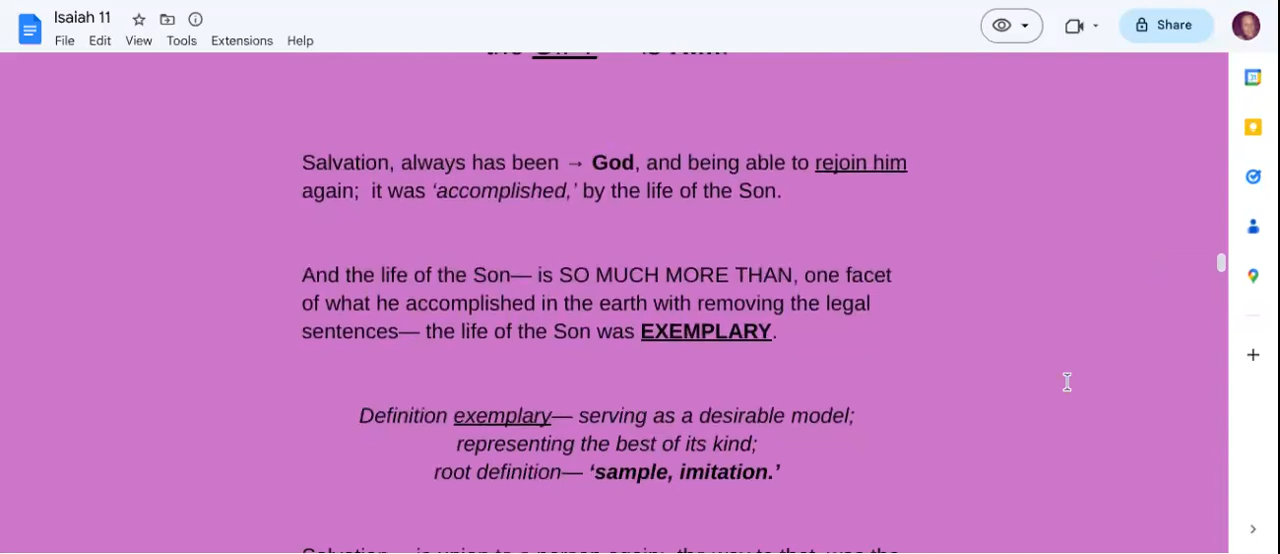 Isaiah 11
File Edit View Tools Extensions Help
Share
Salvation, always has been → God, and being able to rejoin him
again;  it was ‘accomplished,’ by the life of the Son.
And the life of the Son— is SO MUCH MORE THAN, one facet
of what he accomplished in the earth with removing the legal
sentences— the life of the Son was EXEMPLARY.
Definition exemplary— serving as a desirable model;
representing the best of its kind;
root definition— ‘sample, imitation.’